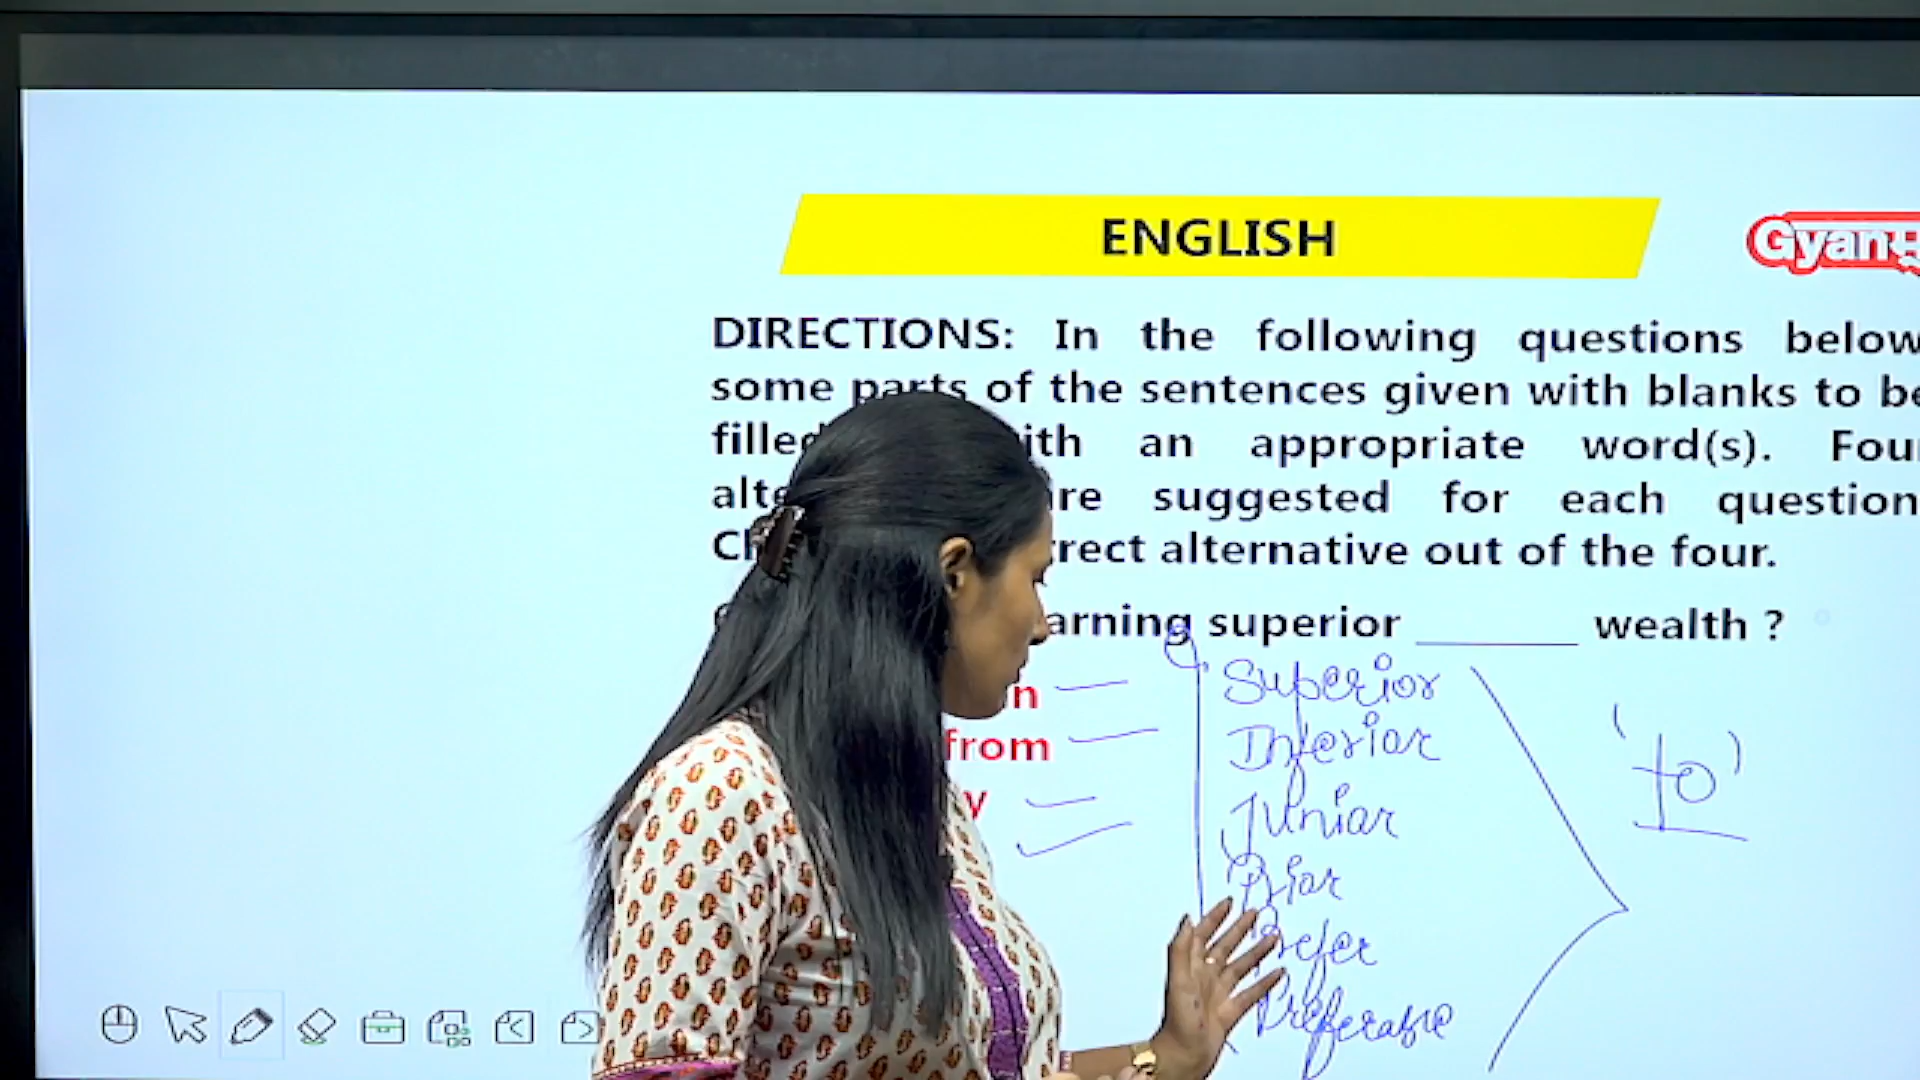 ENGLISH
Gyan
DIRECTIONS: In the following questions below
some parts of the sentences given with blanks to be
filled ith an appropriate word(s). Four
alte re suggested for each question
Ch rrect alternative out of the four.
arning superior ______ wealth ?
n
from
y
Superior
Inferior
Junior
Prior
Prefer
Preferable
'to'